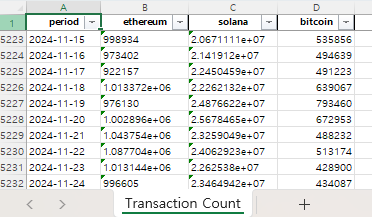 A B C D
1 period ethereum solana bitcoin
5223 2024-11-15 998934 2.0671111e+07 535856
5224 2024-11-16 973402 2.141912e+07 494639
5225 2024-11-17 922157 2.2450459e+07 491223
5226 2024-11-18 1.013372e+06 2.2262132e+07 639067
5227 2024-11-19 976130 2.4876622e+07 793460
5228 2024-11-20 1.002896e+06 2.5678465e+07 672953
5229 2024-11-21 1.043754e+06 2.3259049e+07 488232
5230 2024-11-22 1.087704e+06 2.4062923e+07 513174
5231 2024-11-23 1.013144e+06 2.262538e+07 428900
5232 2024-11-24 996605 2.3464942e+07 434087
Transaction Count